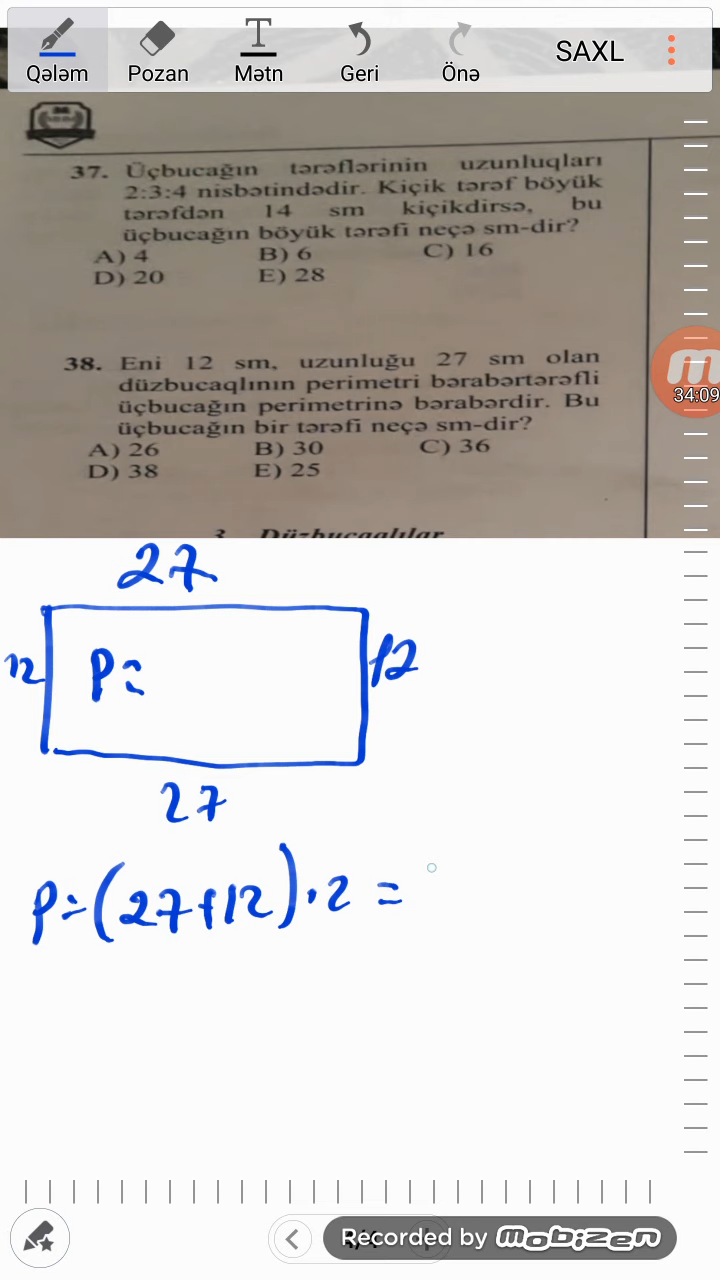 Qələm Pozan Mətn Geri Önə SAXL
37. Üçbucağın tərəflərinin uzunluqları
2:3:4 nisbətindədir. Kiçik tərəf böyük
tərəfdən 14 sm kiçikdirsə, bu
üçbucağın böyük tərəfi neçə sm-dir?
A) 4 B) 6 C) 16
D) 20 E) 28
38. Eni 12 sm, uzunluğu 27 sm olan
düzbucaqlının perimetri bərabərtərəfli
üçbucağın perimetrinə bərabərdir. Bu
üçbucağın bir tərəfi neçə sm-dir?
A) 26 B) 30 C) 36
D) 38 E) 25
34:09
3. Düzbucaqlılar
27
12 P= 12
27
P=(27+12)·2=
Recorded by Mobizen